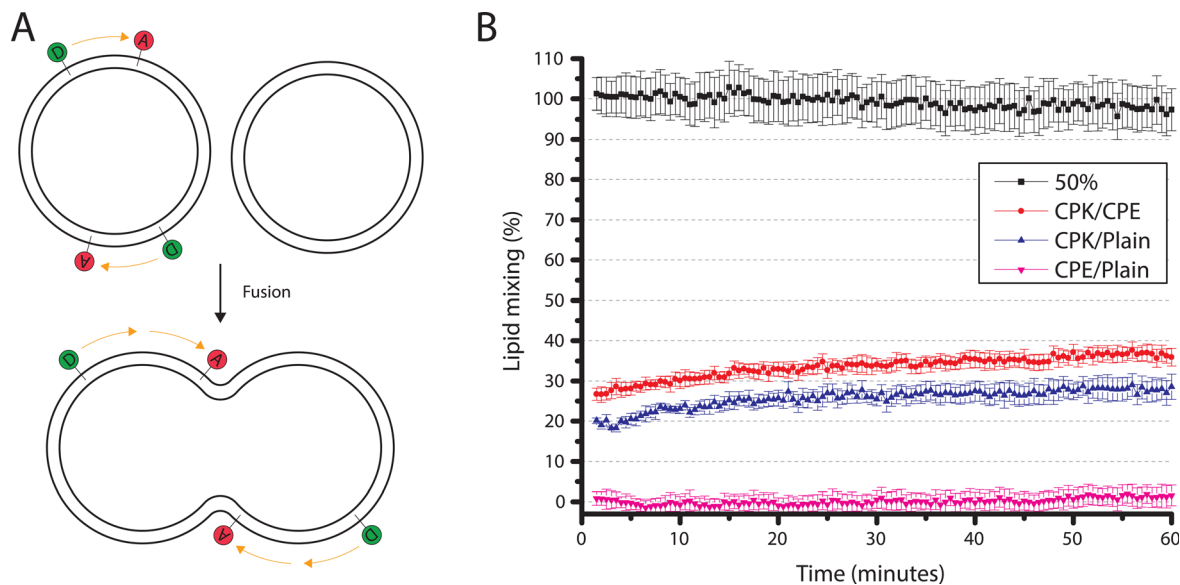 A
D
A
A
D
Fusion
D
A
A
D
B
110
100
90
80
70
60
50
40
30
20
10
0
Lipid mixing (%)
50%
CPK/CPE
CPK/Plain
CPE/Plain
0 10 20 30 40 50 60
Time (minutes)